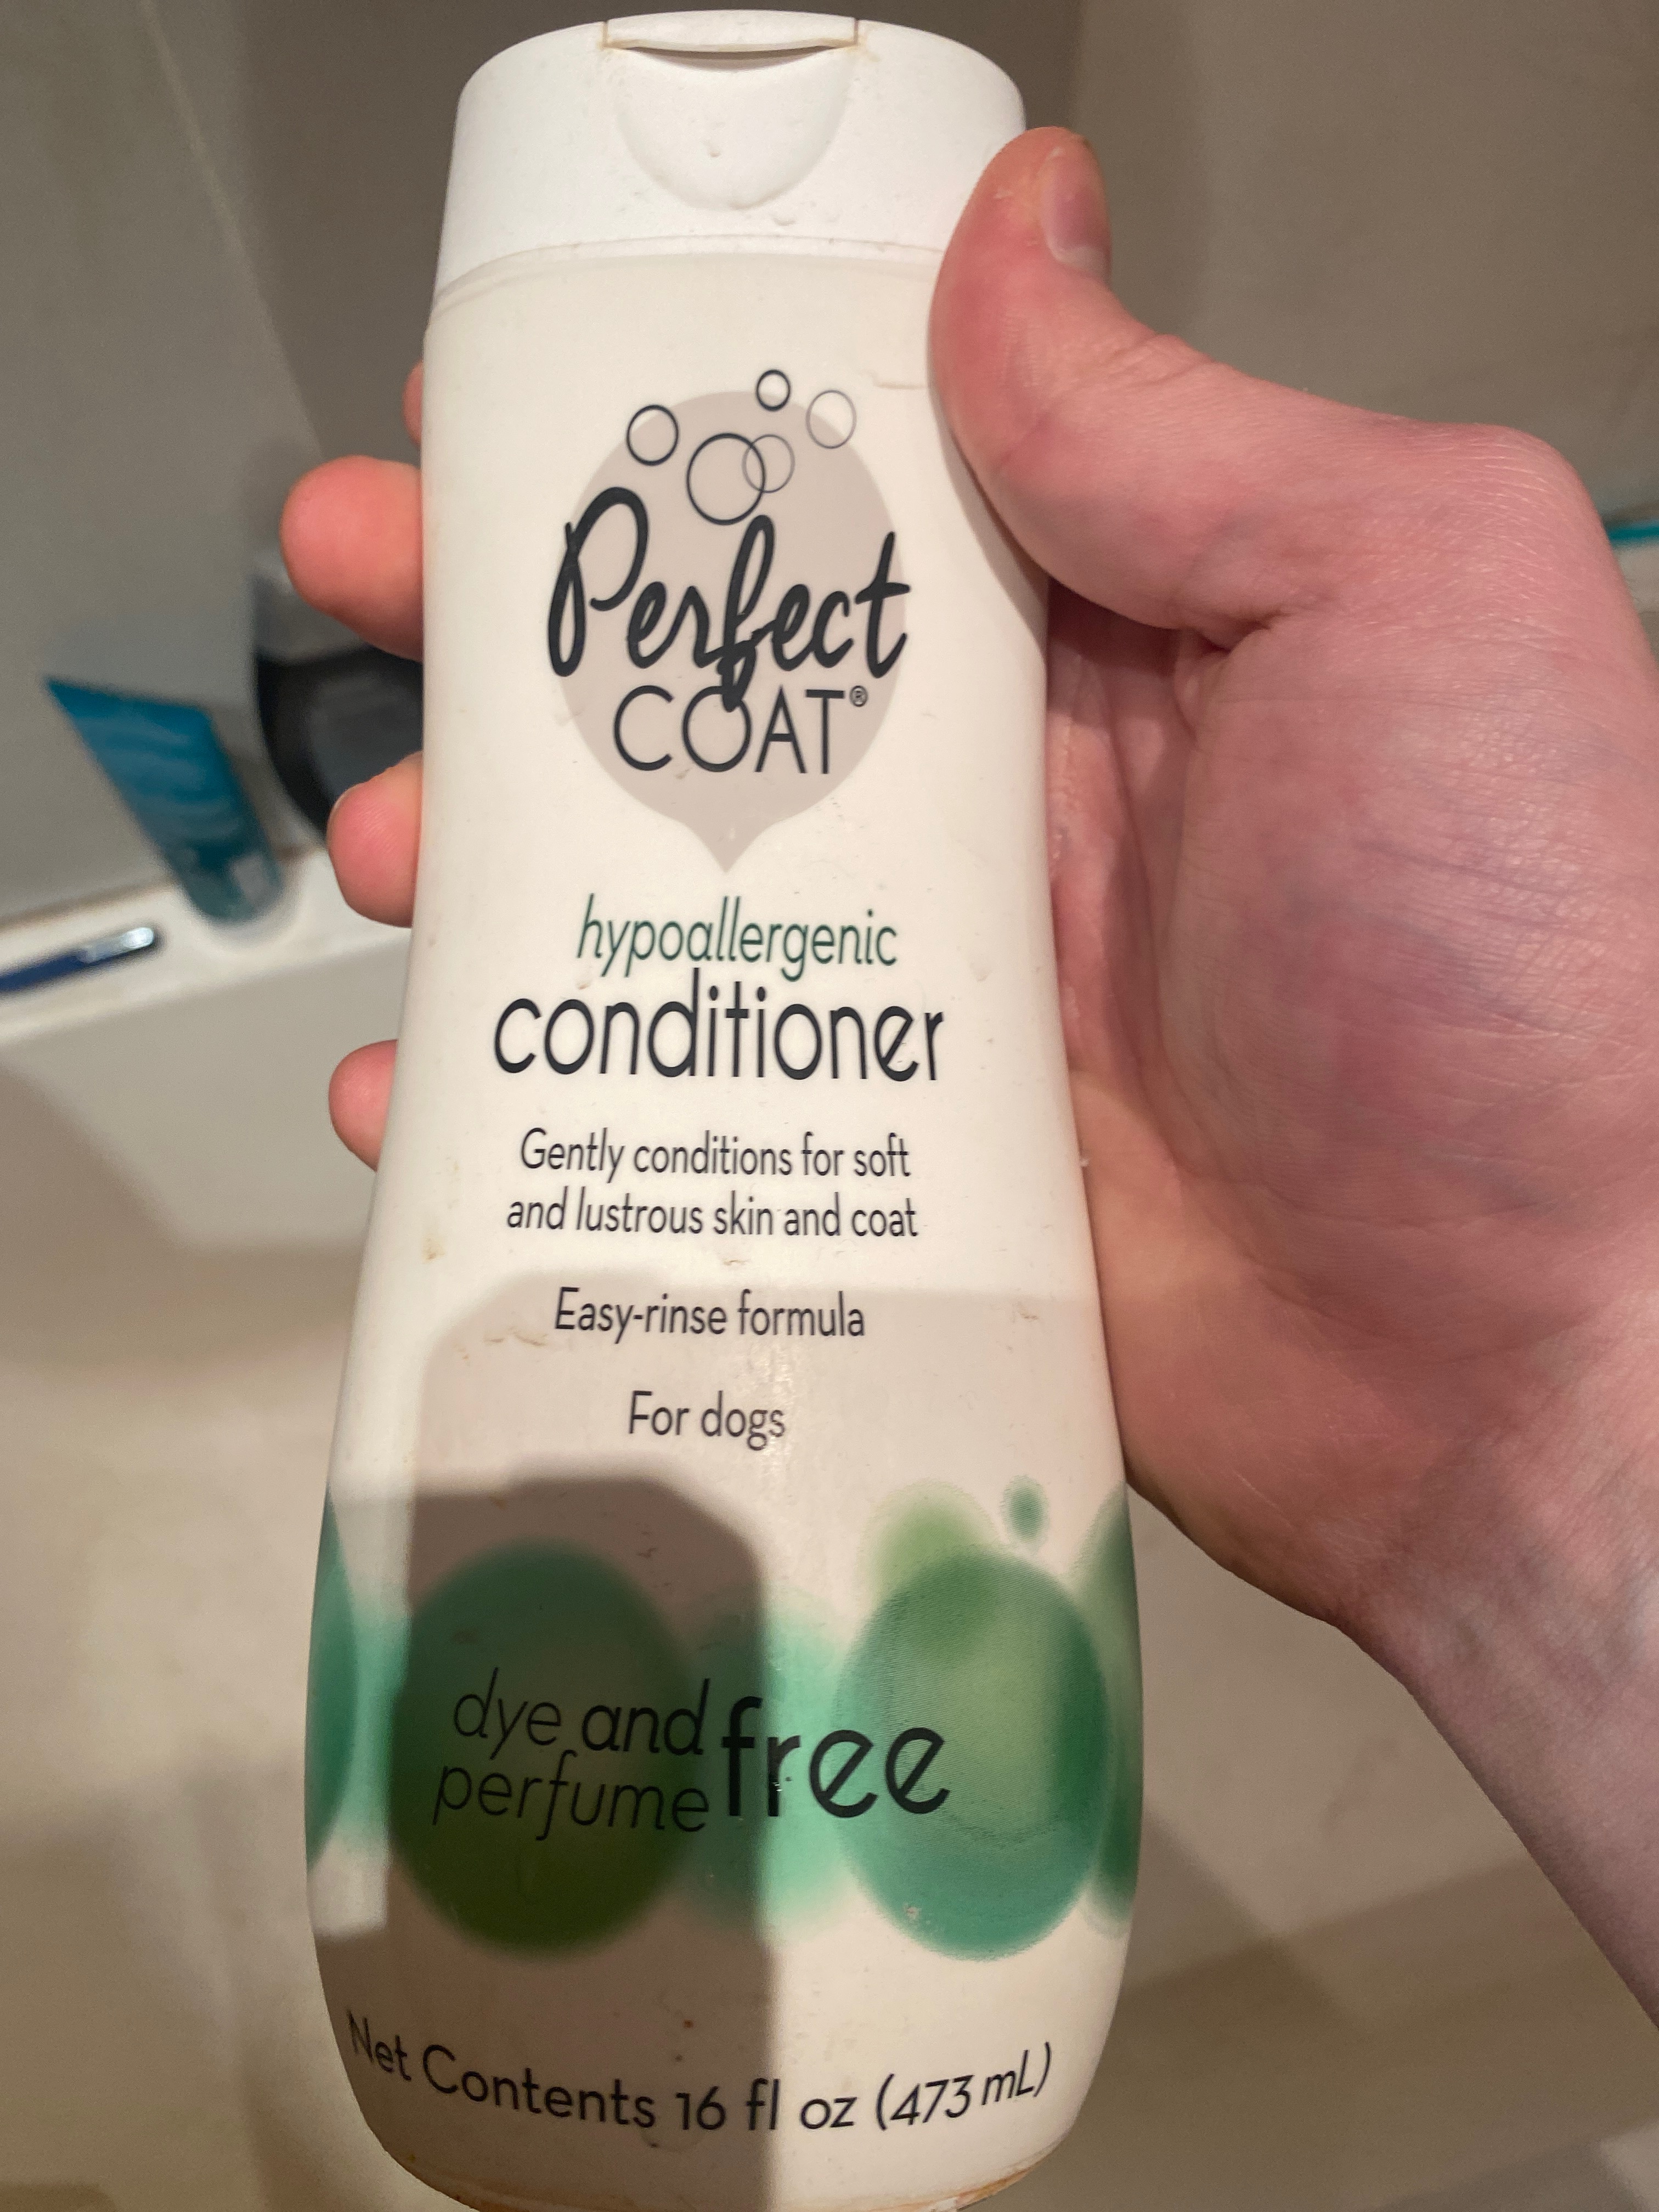 Perfect
COAT®
hypoallergenic
conditioner
Gently conditions for soft
and lustrous skin and coat
Easy-rinse formula
For dogs
dye and
perfume free
Net Contents 16 fl oz (473 mL)